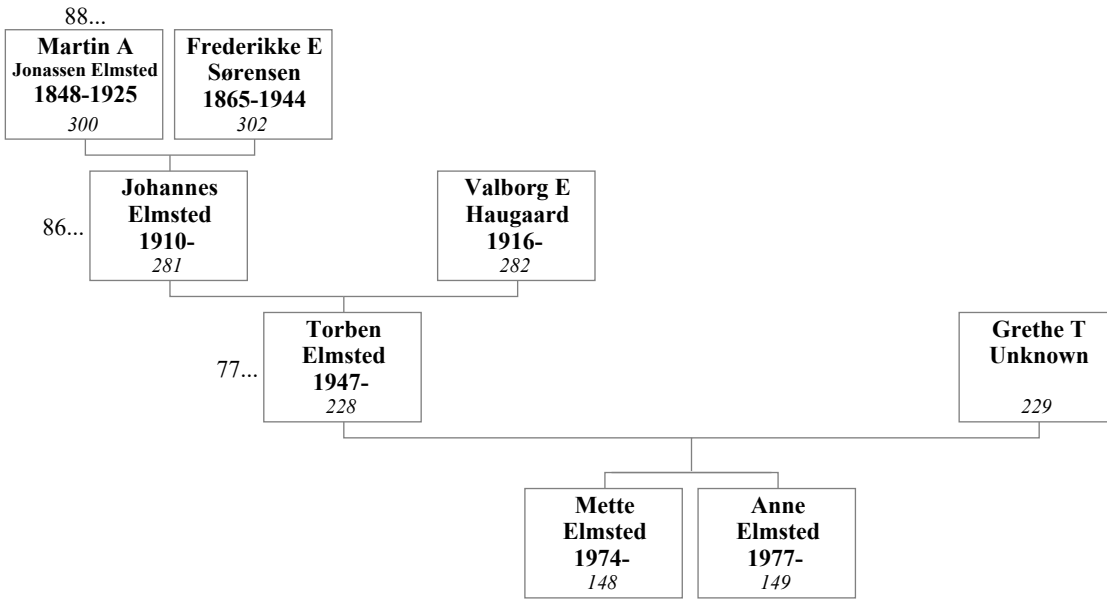 88...
Martin A
Jonassen Elmsted
1848-1925
300
Frederikke E
Sørensen
1865-1944
302
86...
Johannes
Elmsted
1910-
281
Valborg E
Haugaard
1916-
282
77...
Torben
Elmsted
1947-
228
Grethe T
Unknown
229
Mette
Elmsted
1974-
148
Anne
Elmsted
1977-
149